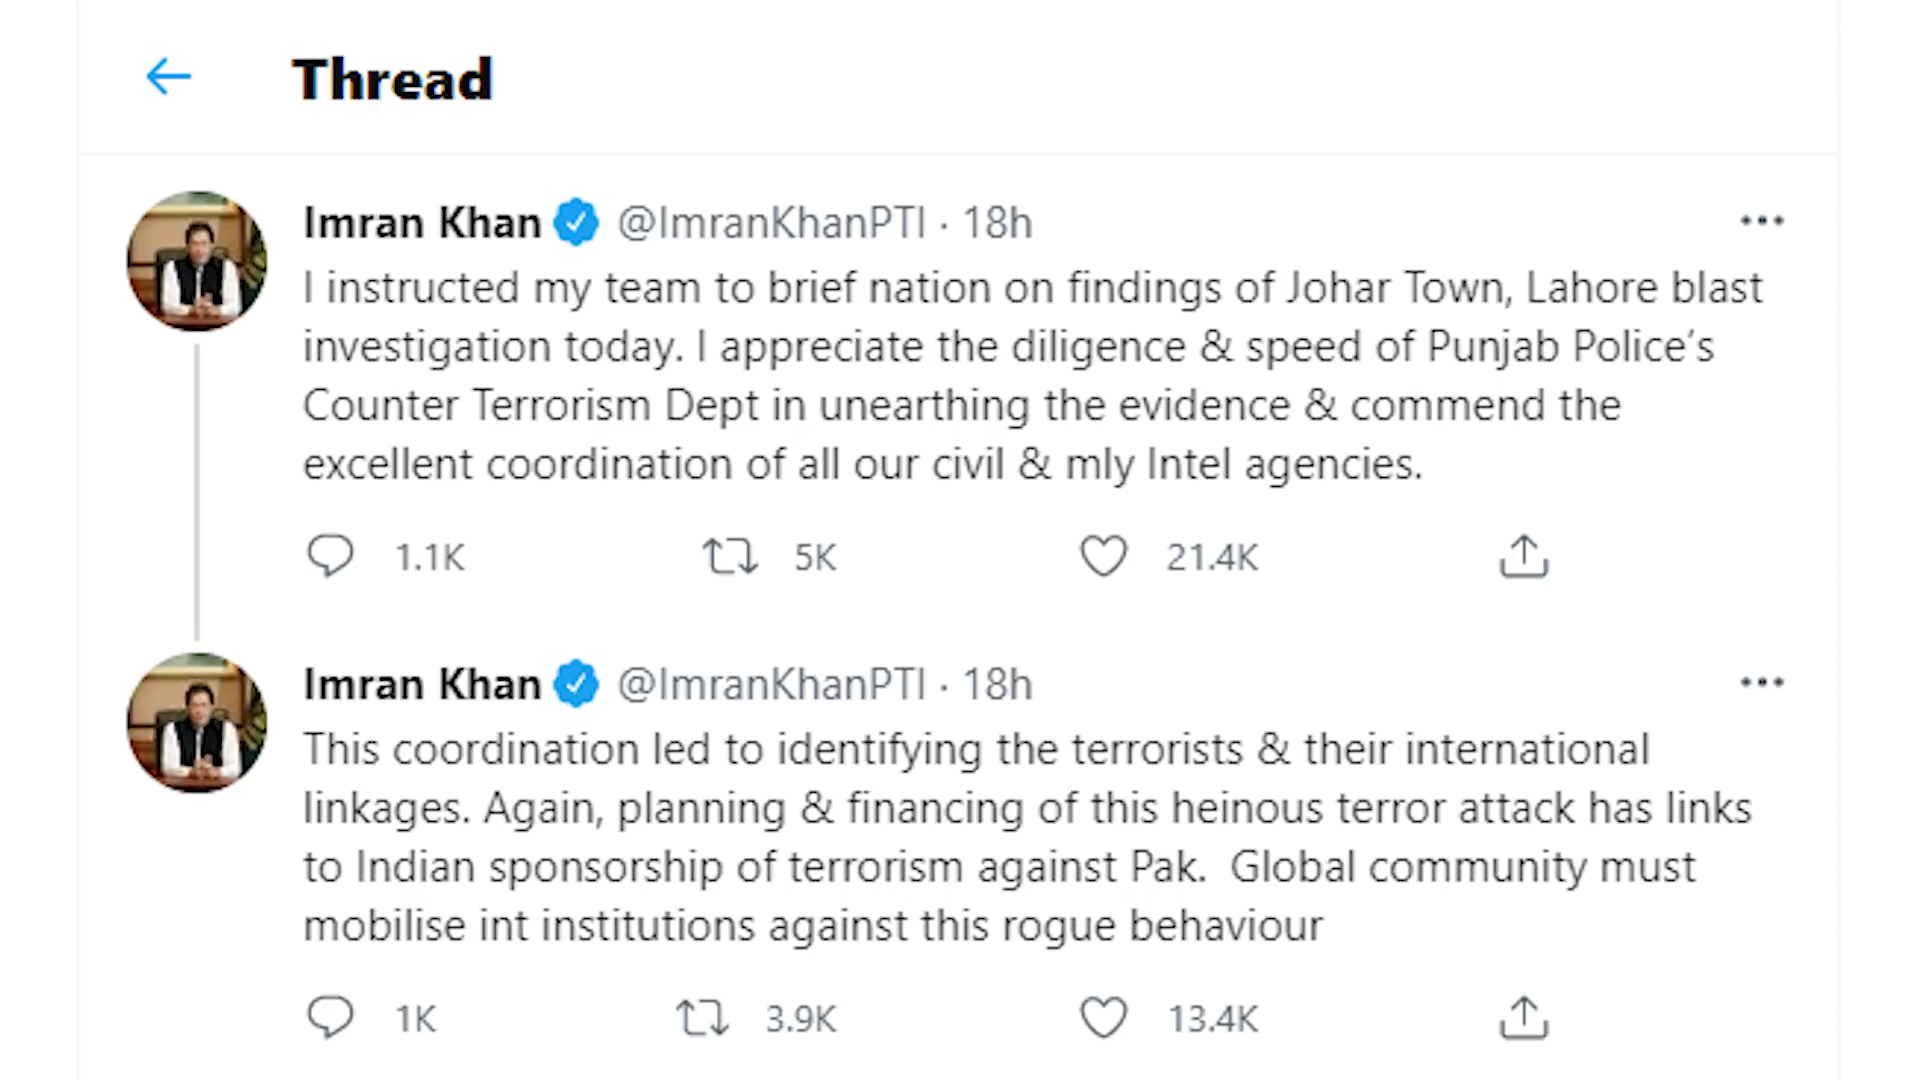 Thread
Imran Khan @ImranKhanPTI · 18h
I instructed my team to brief nation on findings of Johar Town, Lahore blast
investigation today. I appreciate the diligence & speed of Punjab Police’s
Counter Terrorism Dept in unearthing the evidence & commend the
excellent coordination of all our civil & mly Intel agencies.
1.1K 5K 21.4K
Imran Khan @ImranKhanPTI · 18h
This coordination led to identifying the terrorists & their international
linkages. Again, planning & financing of this heinous terror attack has links
to Indian sponsorship of terrorism against Pak.  Global community must
mobilise int institutions against this rogue behaviour
1K 3.9K 13.4K